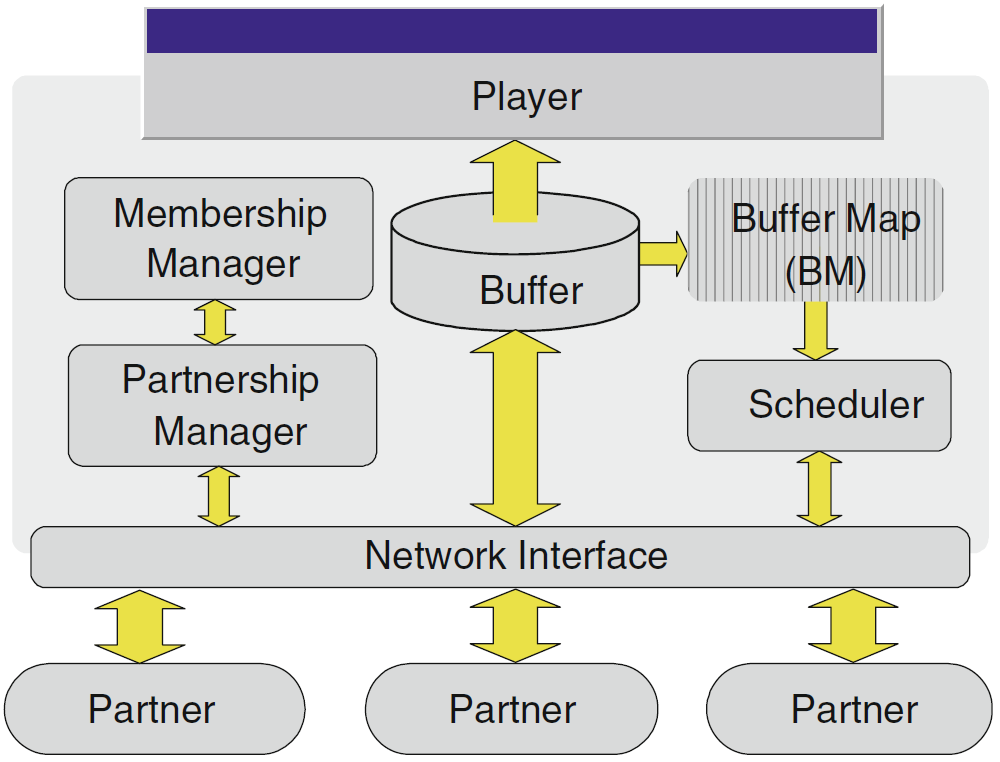 Player
Membership
Manager
Buffer
Buffer Map
(BM)
Partnership
Manager
Scheduler
Network Interface
Partner
Partner
Partner